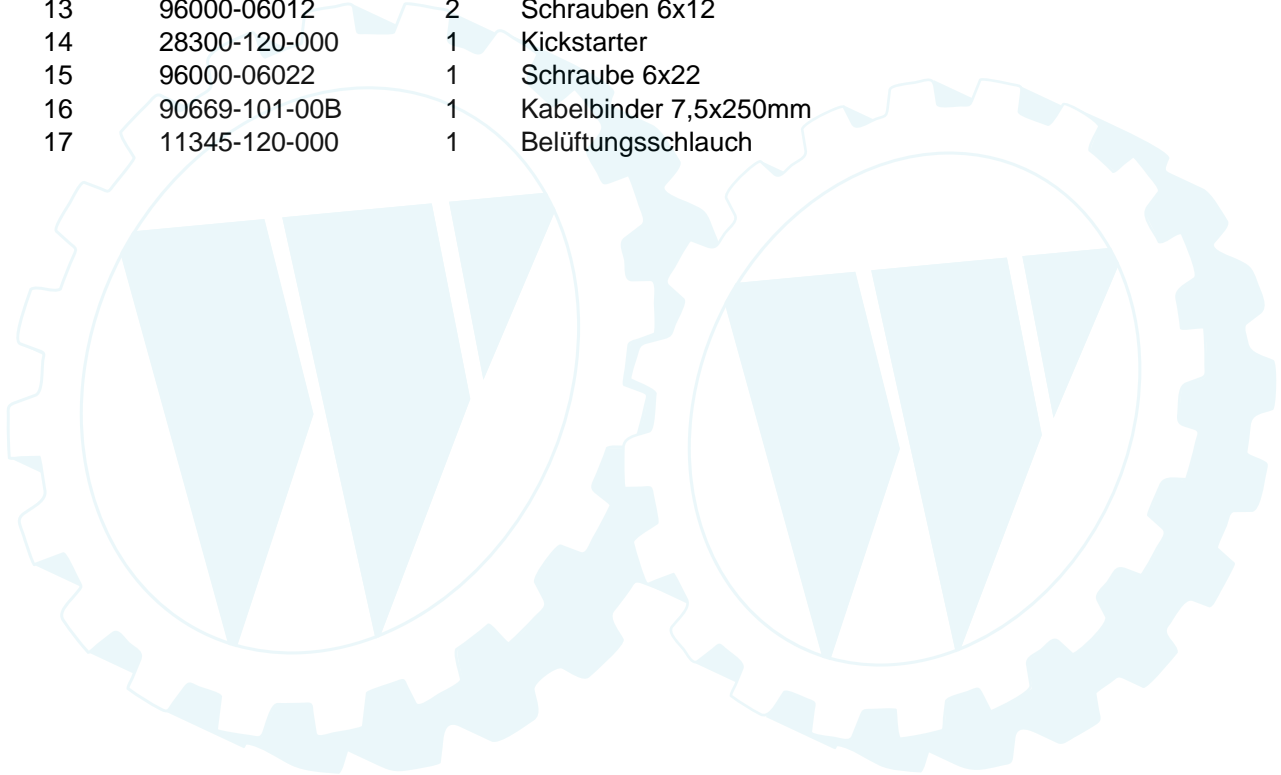 13 96000-06012 2 Schrauben 6x12
14 28300-120-000 1 Kickstarter
15 96000-06022 1 Schraube 6x22
16 90669-101-00B 1 Kabelbinder 7,5x250mm
17 11345-120-000 1 Belüftungsschlauch